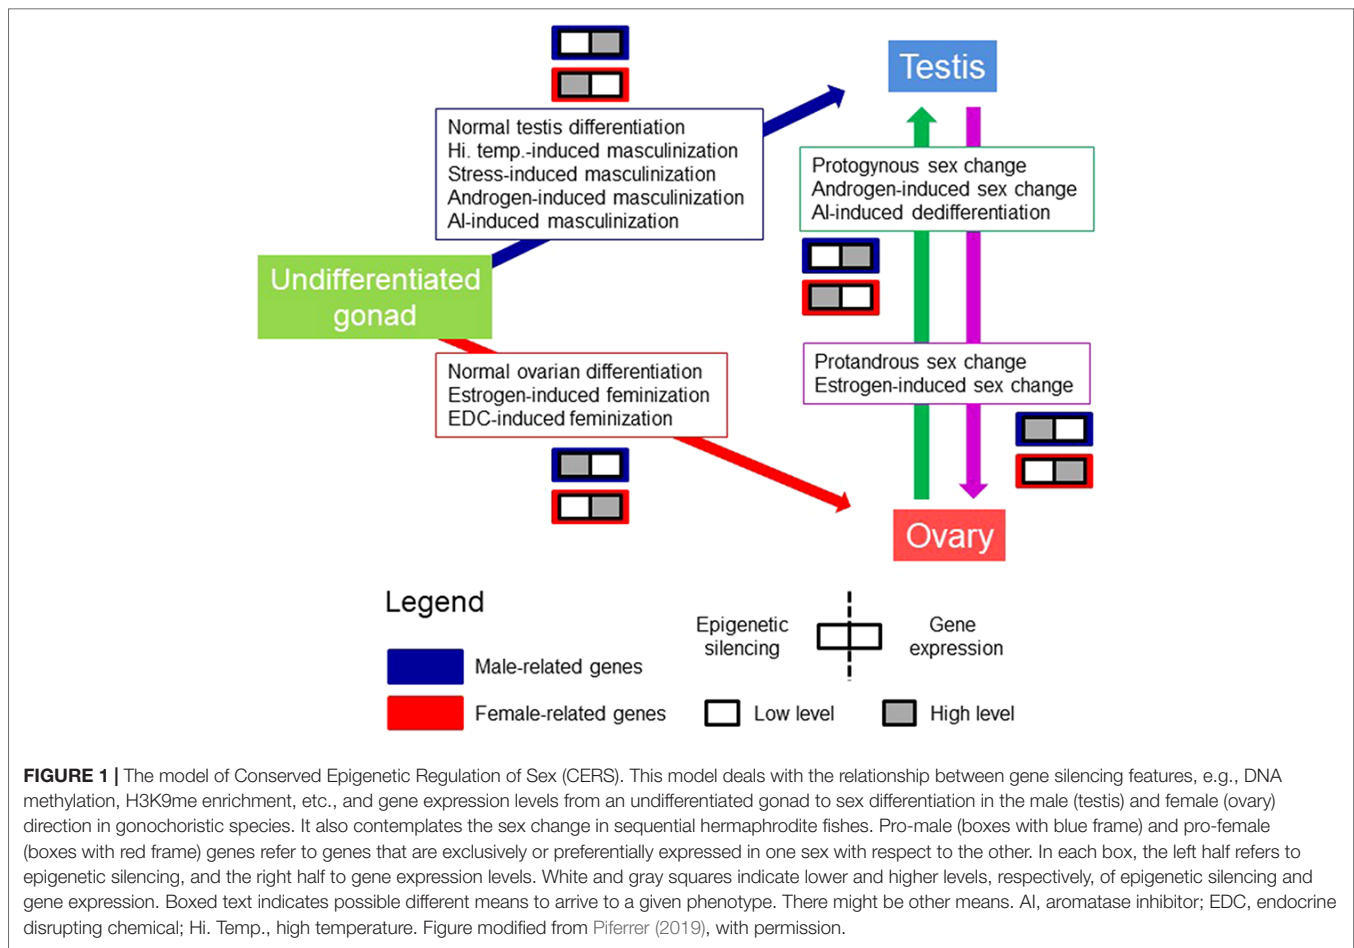 Testis
Normal testis differentiation
Hi. temp.-induced masculinization
Stress-induced masculinization
Androgen-induced masculinization
AI-induced masculinization
Protogynous sex change
Androgen-induced sex change
AI-induced dedifferentiation
Undifferentiated
gonad
Normal ovarian differentiation
Estrogen-induced feminization
EDC-induced feminization
Protandrous sex change
Estrogen-induced sex change
Ovary
Legend
Male-related genes
Female-related genes
Epigenetic
silencing
Gene
expression
Low level
High level
FIGURE 1 | The model of Conserved Epigenetic Regulation of Sex (CERS). This model deals with the relationship between gene silencing features, e.g., DNA
methylation, H3K9me enrichment, etc., and gene expression levels from an undifferentiated gonad to sex differentiation in the male (testis) and female (ovary)
direction in gonochoristic species. It also contemplates the sex change in sequential hermaphrodite fishes. Pro-male (boxes with blue frame) and pro-female
(boxes with red frame) genes refer to genes that are exclusively or preferentially expressed in one sex with respect to the other. In each box, the left half refers to
epigenetic silencing, and the right half to gene expression levels. White and gray squares indicate lower and higher levels, respectively, of epigenetic silencing and
gene expression. Boxed text indicates possible different means to arrive to a given phenotype. There might be other means. AI, aromatase inhibitor; EDC, endocrine
disrupting chemical; Hi. Temp., high temperature. Figure modified from Piferrer (2019), with permission.